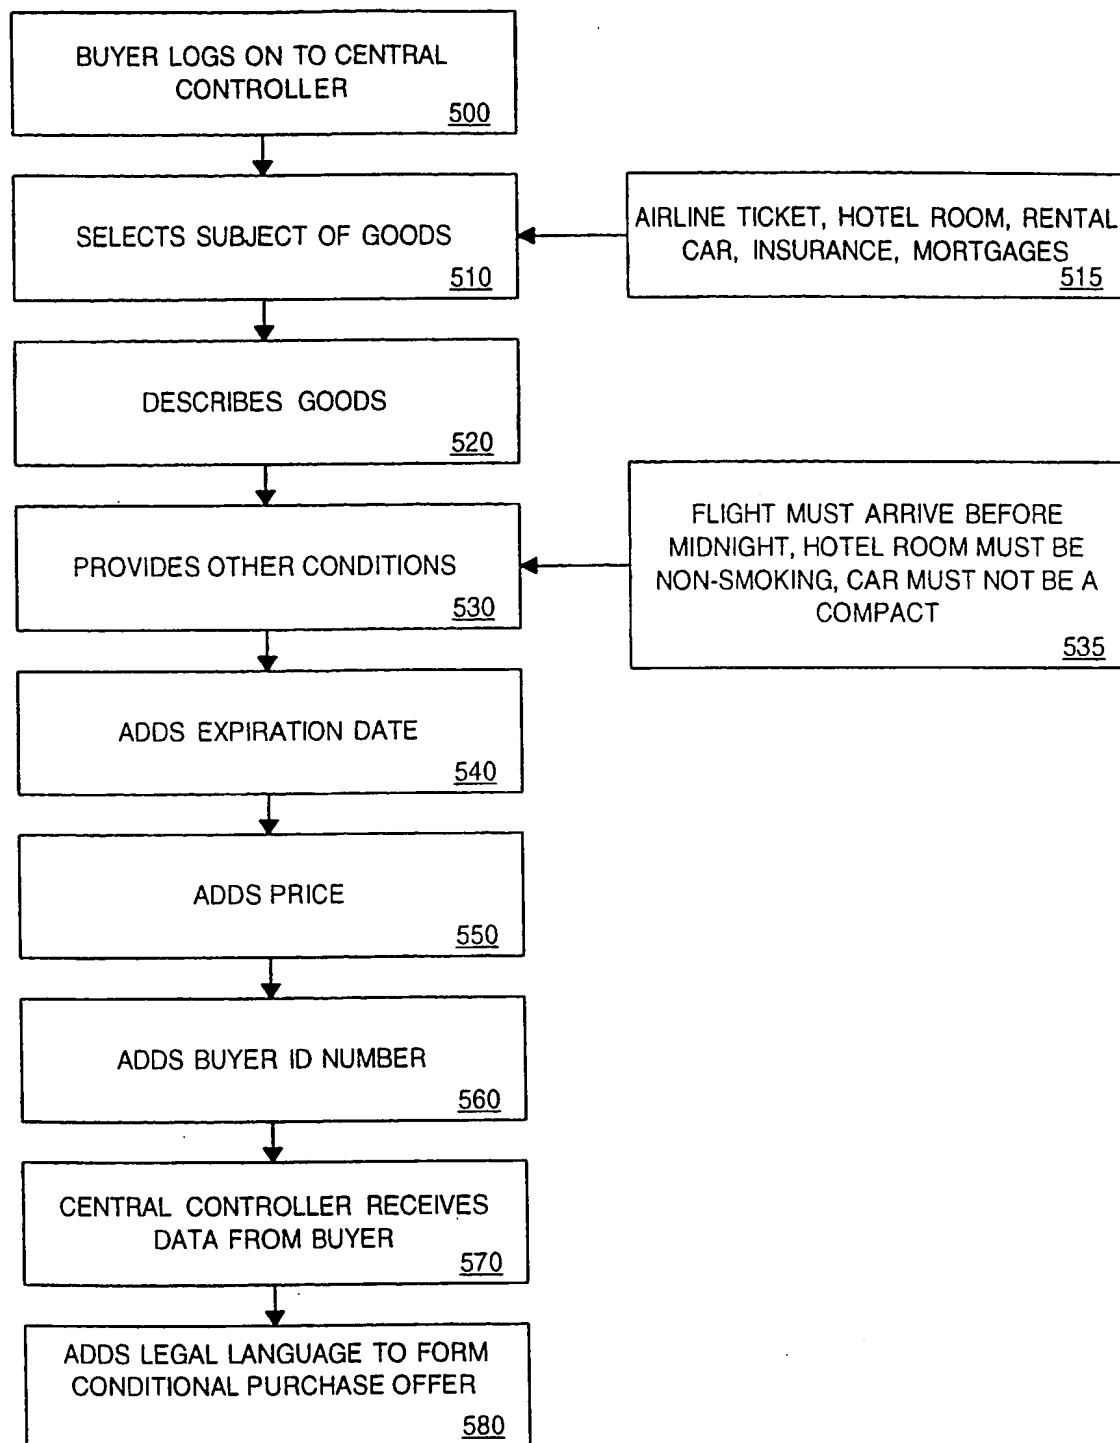 BUYER LOGS ON TO CENTRAL
CONTROLLER
500
SELECTS SUBJECT OF GOODS
510
AIRLINE TICKET, HOTEL ROOM, RENTAL
CAR, INSURANCE, MORTGAGES
515
DESCRIBES GOODS
520
PROVIDES OTHER CONDITIONS
530
FLIGHT MUST ARRIVE BEFORE
MIDNIGHT, HOTEL ROOM MUST BE
NON-SMOKING, CAR MUST NOT BE A
COMPACT
535
ADDS EXPIRATION DATE
540
ADDS PRICE
550
ADDS BUYER ID NUMBER
560
CENTRAL CONTROLLER RECEIVES
DATA FROM BUYER
570
ADDS LEGAL LANGUAGE TO FORM
CONDITIONAL PURCHASE OFFER
580